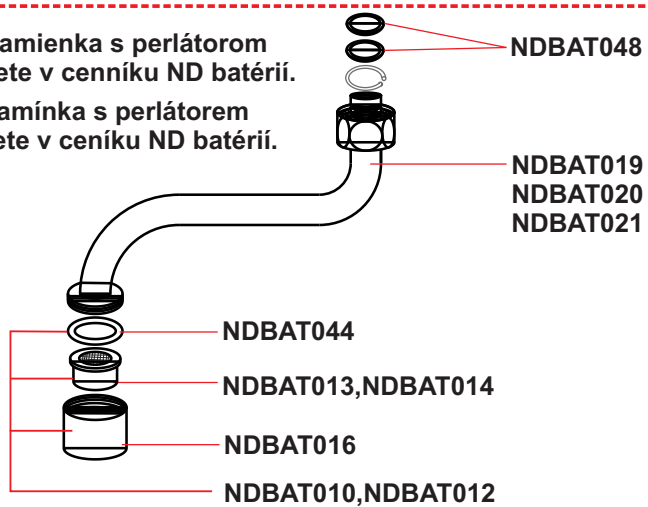 amienka s perlátorom
ete v cenníku ND batérií.
amínka s perlátorem
ete v ceníku ND batérií.
NDBAT048
NDBAT019
NDBAT020
NDBAT021
NDBAT044
NDBAT013,NDBAT014
NDBAT016
NDBAT010,NDBAT012